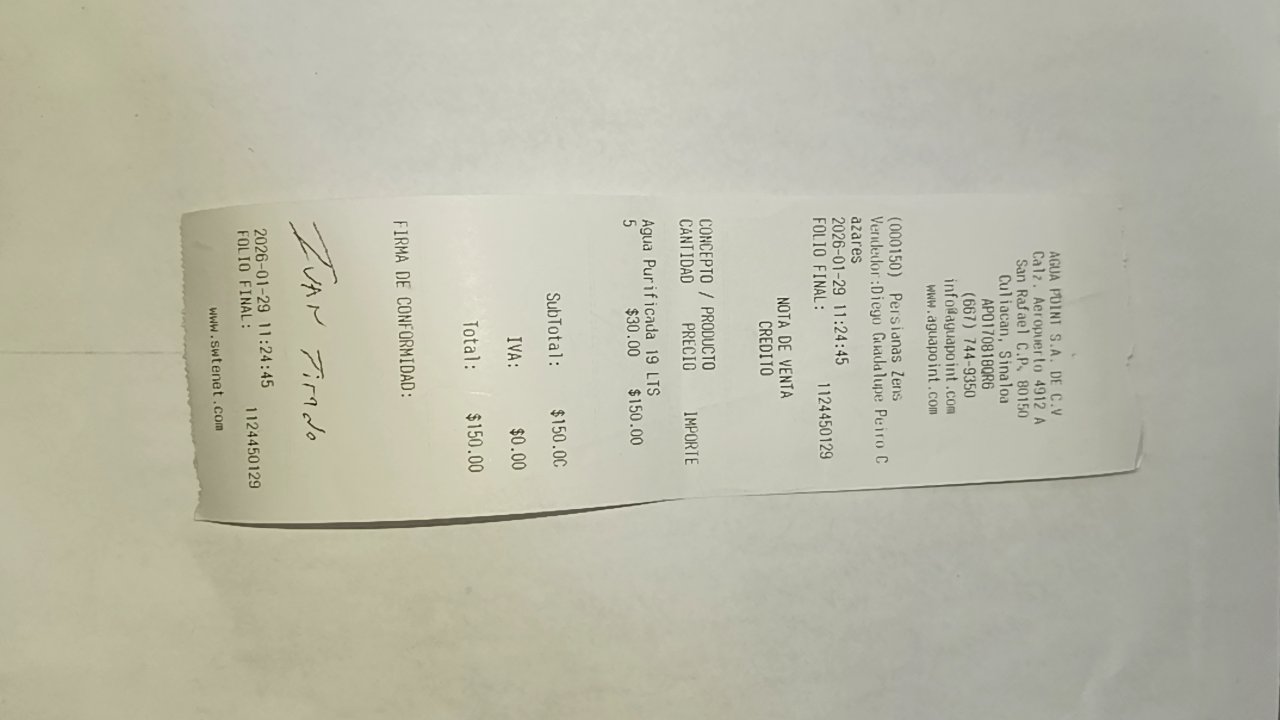 AGUA POINT S.A. DE C.V
Calz. Aeropuerto 4912 A
San Rafael C.P. 80150
Culiacan, Sinaloa
APO170818QR6
(667) 744-9350
info@aguapoint.com
www.aguapoint.com
(000150) Persianas Zens
Vendedor:Diego Guadalupe Peiro C
azares
2026-01-29 11:24:45
FOLIO FINAL: 1124450129
NOTA DE VENTA
CREDITO
CONCEPTO / PRODUCTO
CANTIDAD PRECIO IMPORTE
Agua Purificada 19 LTS
5 $30.00 $150.00
SubTotal: $150.00
IVA: $0.00
Total: $150.00
FIRMA DE CONFORMIDAD:
IVAN Tirado
2026-01-29 11:24:45
FOLIO FINAL: 1124450129
www.swtenet.com